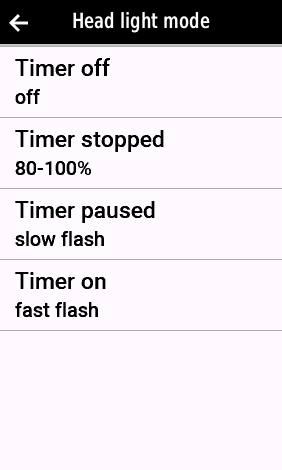 Head light mode
Timer off
off
Timer stopped
80-100%
Timer paused
slow flash
Timer on
fast flash